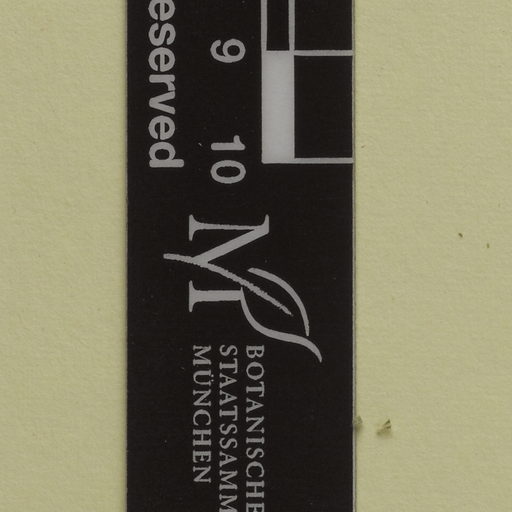 eserved
9
10
M
BOTANISCHE
STAATSSAMM
MÜNCHEN